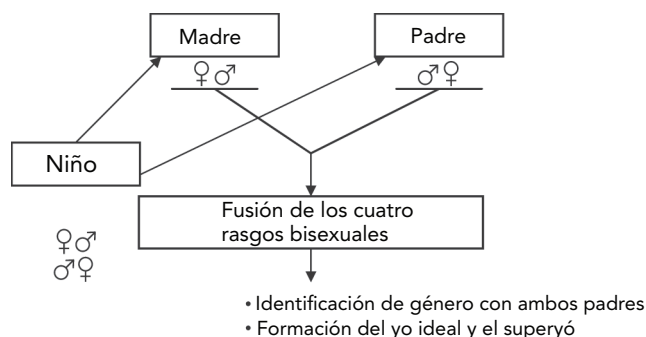 Madre
Padre
♀♂
♂♀
Niño
Fusión de los cuatro
rasgos bisexuales
♀♂
♂♀
• Identificación de género con ambos padres
• Formación del yo ideal y el superyó